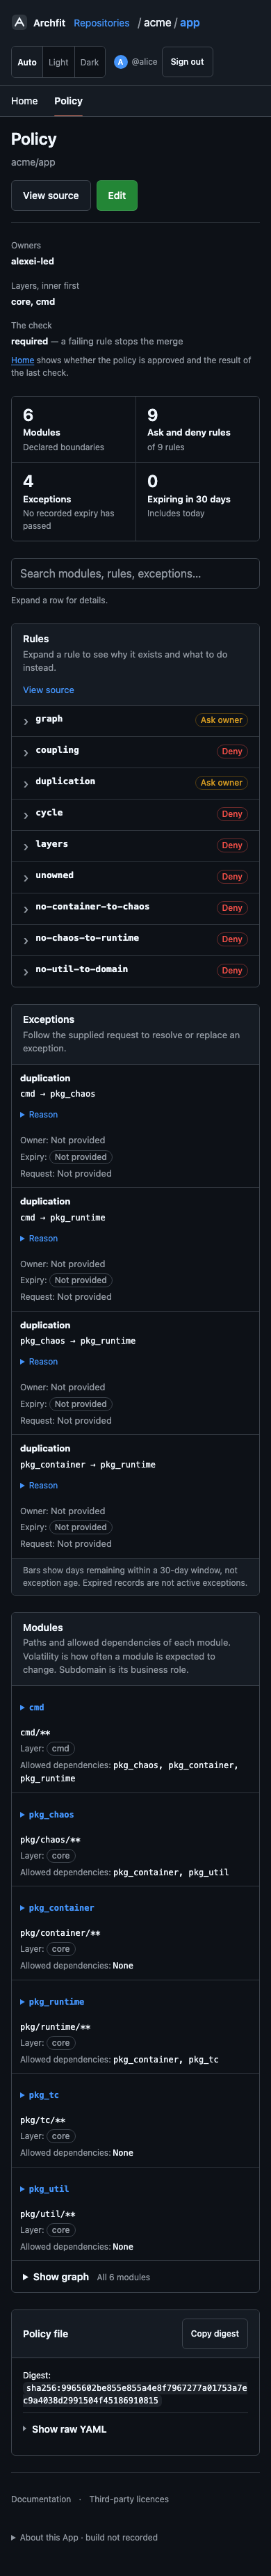 Archfit Repositories / acme / app
Auto Light Dark A @alice Sign out
Home Policy
Policy
acme/app
View source Edit
Owners
alexei-led
Layers, inner first
core, cmd
The check
required — a failing rule stops the merge
Home shows whether the policy is approved and the result of
the last check.
6
Modules
Declared boundaries
9
Ask and deny rules
of 9 rules
4
Exceptions
No recorded expiry has
passed
0
Expiring in 30 days
Includes today
Search modules, rules, exceptions...
Expand a row for details.
Rules
Expand a rule to see why it exists and what to do
instead.
View source
graph Ask owner
coupling Deny
duplication Ask owner
cycle Deny
layers Deny
unowned Deny
no-container-to-chaos Deny
no-chaos-to-runtime Deny
no-util-to-domain Deny
Exceptions
Follow the supplied request to resolve or replace an
exception.
duplication
cmd → pkg_chaos
Reason
Owner: Not provided
Expiry: Not provided
Request: Not provided
duplication
cmd → pkg_runtime
Reason
Owner: Not provided
Expiry: Not provided
Request: Not provided
duplication
pkg_chaos → pkg_runtime
Reason
Owner: Not provided
Expiry: Not provided
Request: Not provided
duplication
pkg_container → pkg_runtime
Reason
Owner: Not provided
Expiry: Not provided
Request: Not provided
Bars show days remaining within a 30-day window, not
exception age. Expired records are not active exceptions.
Modules
Paths and allowed dependencies of each module.
Volatility is how often a module is expected to
change. Subdomain is its business role.
cmd
cmd/**
Layer: cmd
Allowed dependencies: pkg_chaos, pkg_container,
pkg_runtime
pkg_chaos
pkg/chaos/**
Layer: core
Allowed dependencies: pkg_container, pkg_util
pkg_container
pkg/container/**
Layer: core
Allowed dependencies: None
pkg_runtime
pkg/runtime/**
Layer: core
Allowed dependencies: pkg_container, pkg_tc
pkg_tc
pkg/tc/**
Layer: core
Allowed dependencies: None
pkg_util
pkg/util/**
Layer: core
Allowed dependencies: None
Show graph All 6 modules
Policy file Copy digest
Digest:
sha256:9965602be855e855a4e8f7967277a01753a7e
c9a4038d2991504f45186910815
Show raw YAML
Documentation · Third-party licences
About this App · build not recorded